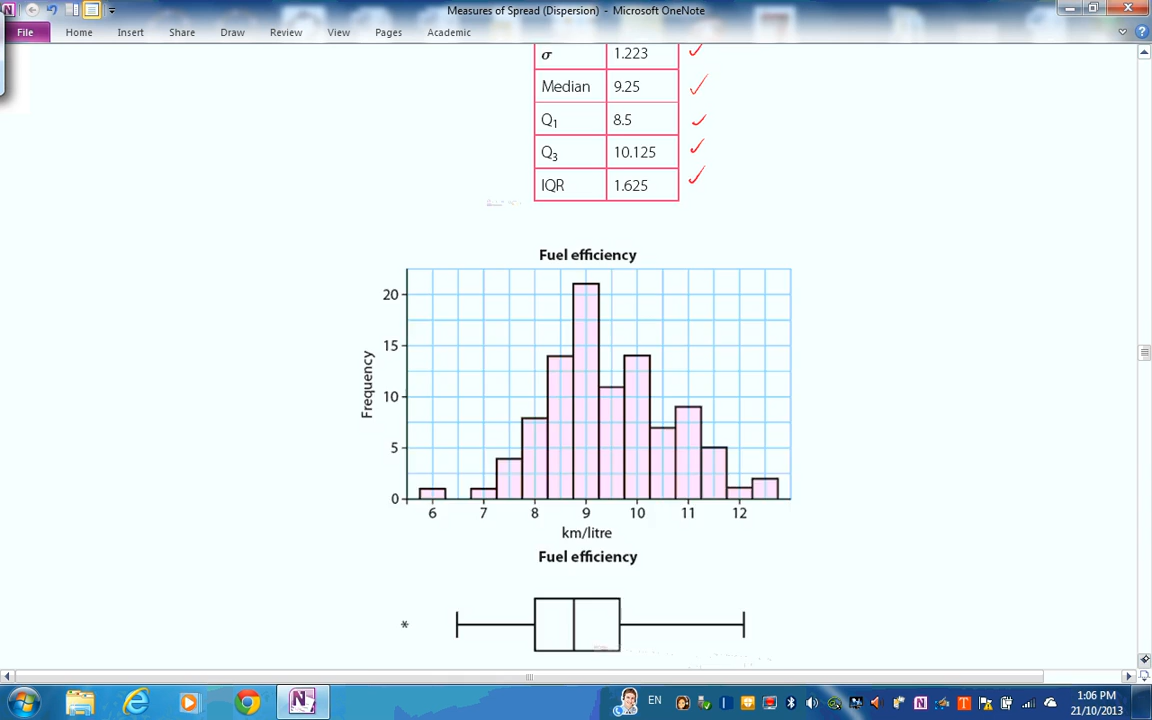 Measures of Spread (Dispersion) - Microsoft OneNote
File Home Insert Share Draw Review View Pages Academic
σ 1.223
Median 9.25
Q₁ 8.5
Q₃ 10.125
IQR 1.625
Fuel efficiency
Frequency
20
15
10
5
0
6 7 8 9 10 11 12
km/litre
Fuel efficiency
*
EN
1:06 PM
21/10/2013